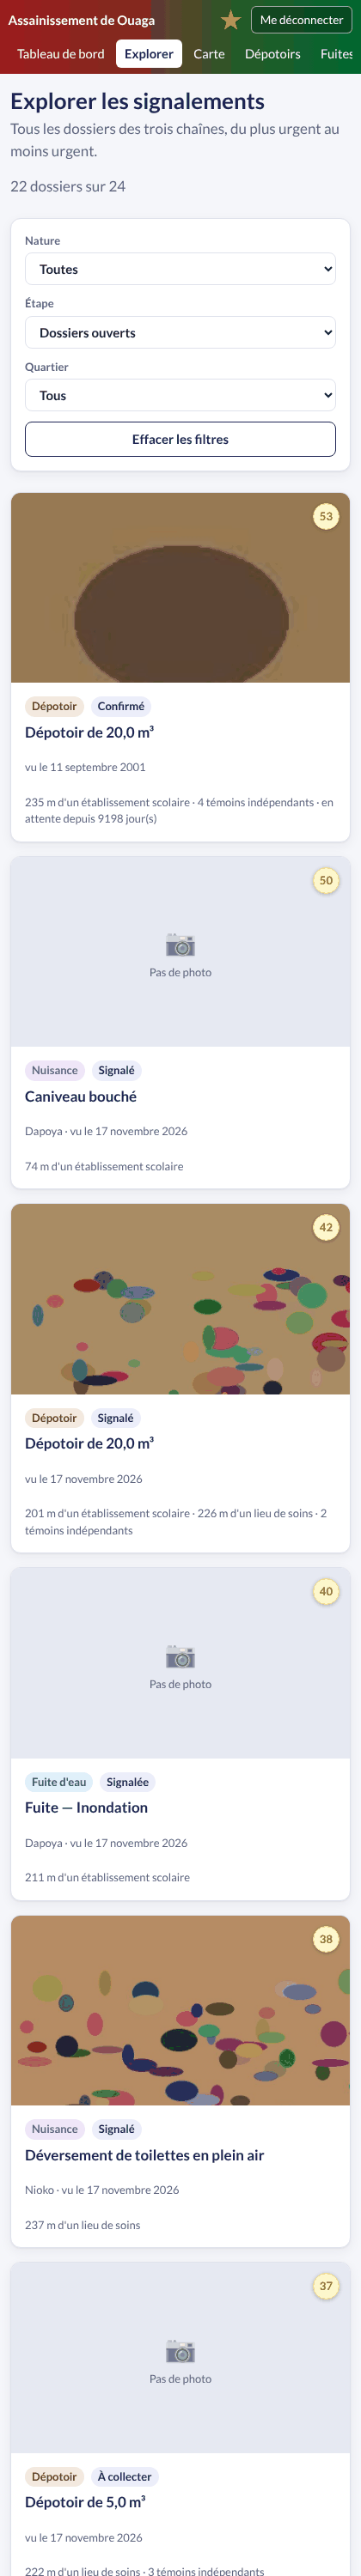 Assainissement de Ouaga
Me déconnecter
Tableau de bord
Explorer
Carte
Dépotoirs
Fuites
Explorer les signalements
Tous les dossiers des trois chaînes, du plus urgent au
moins urgent.
22 dossiers sur 24
Nature
Toutes
Étape
Dossiers ouverts
Quartier
Tous
Effacer les filtres
53
Dépotoir
Confirmé
Dépotoir de 20,0 m³
vu le 11 septembre 2001
235 m d'un établissement scolaire · 4 témoins indépendants · en
attente depuis 9198 jour(s)
50
Pas de photo
Nuisance
Signalé
Caniveau bouché
Dapoya · vu le 17 novembre 2026
74 m d'un établissement scolaire
42
Dépotoir
Signalé
Dépotoir de 20,0 m³
vu le 17 novembre 2026
201 m d'un établissement scolaire · 226 m d'un lieu de soins · 2
témoins indépendants
40
Pas de photo
Fuite d'eau
Signalée
Fuite — Inondation
Dapoya · vu le 17 novembre 2026
211 m d'un établissement scolaire
38
Nuisance
Signalé
Déversement de toilettes en plein air
Nioko · vu le 17 novembre 2026
237 m d'un lieu de soins
37
Pas de photo
Dépotoir
À collecter
Dépotoir de 5,0 m³
vu le 17 novembre 2026
222 m d'un lieu de soins · 3 témoins indépendants